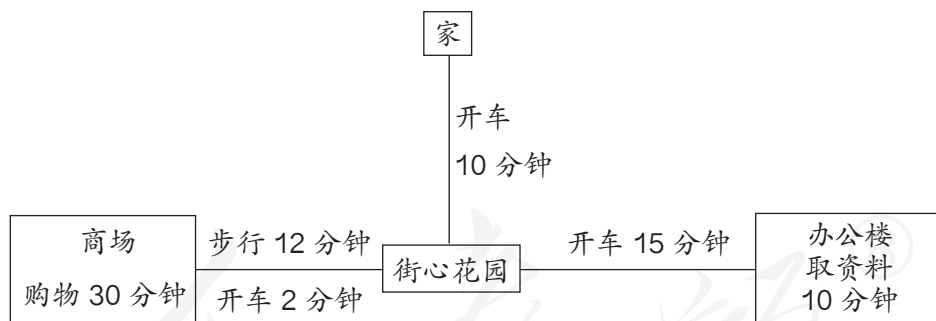 家
开车
10 分钟
商场
购物 30 分钟
步行 12 分钟
开车 2 分钟
街心花园
开车 15 分钟
办公楼
取资料
10 分钟